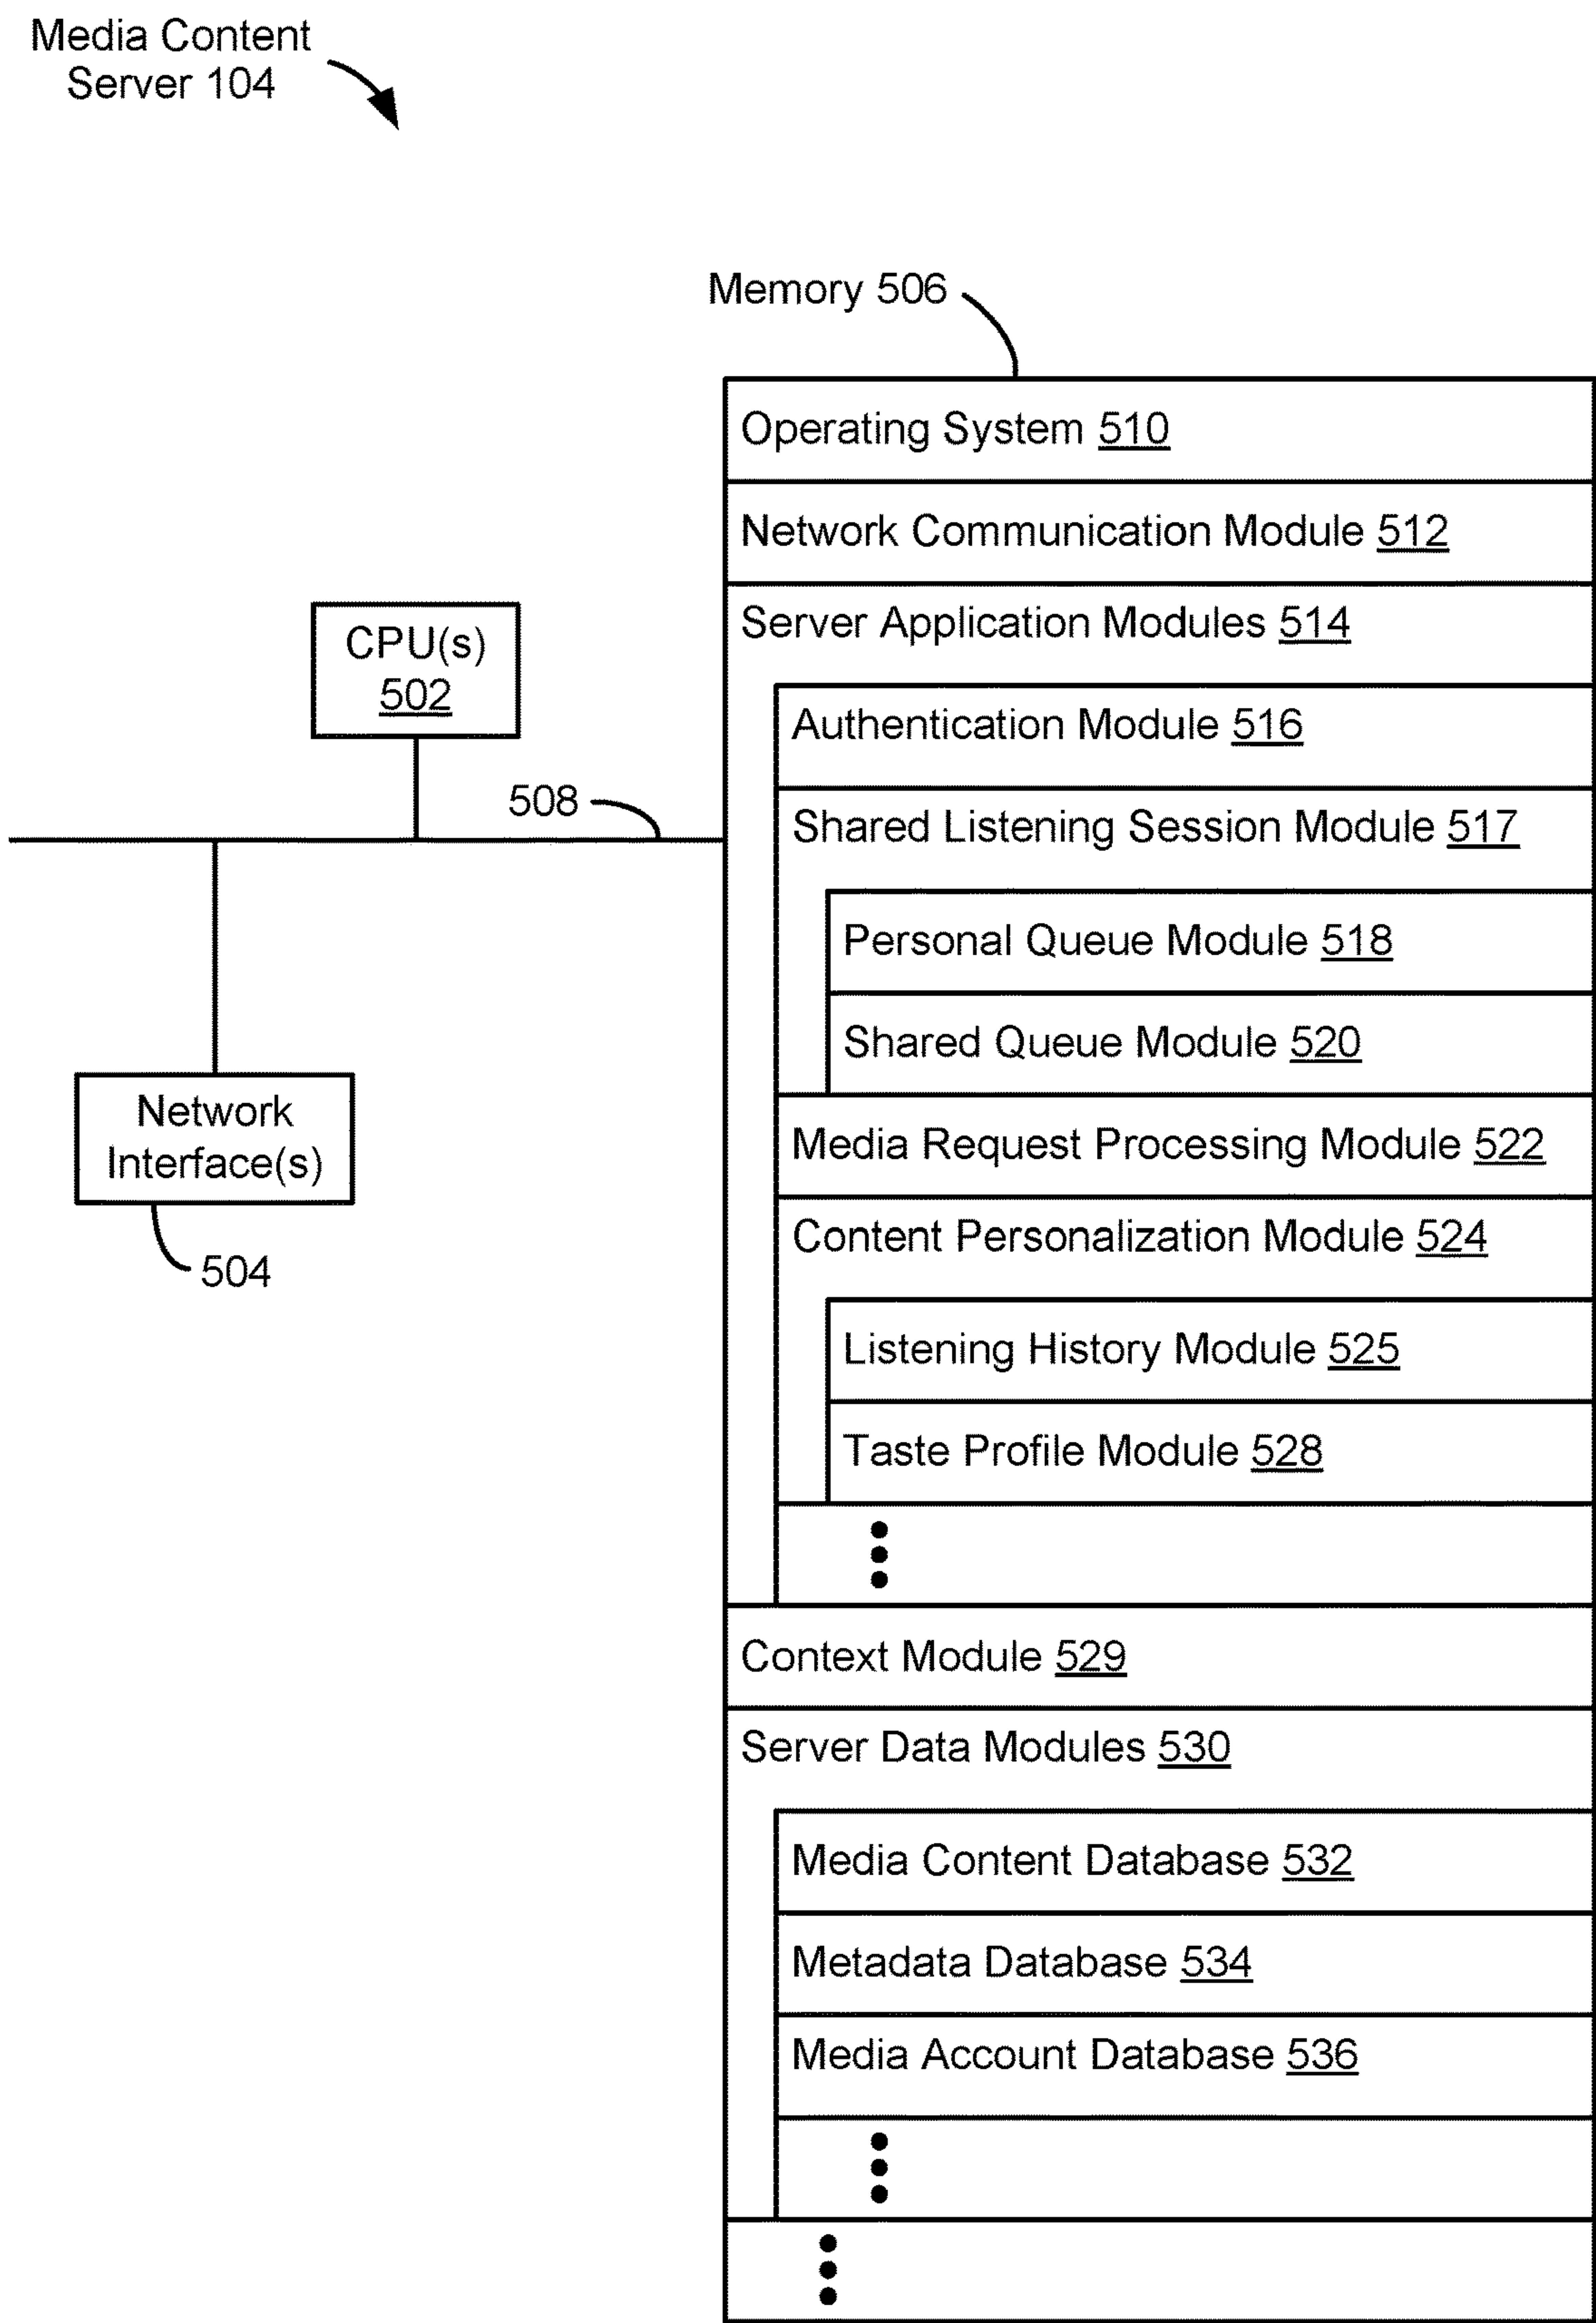 Media Content
Server 104
Memory 506
Operating System 510
Network Communication Module 512
Server Application Modules 514
CPU(s)
502
Authentication Module 516
508
Shared Listening Session Module 517
Personal Queue Module 518
Shared Queue Module 520
Network
Interface(s)
504
Media Request Processing Module 522
Content Personalization Module 524
Listening History Module 525
Taste Profile Module 528
Context Module 529
Server Data Modules 530
Media Content Database 532
Metadata Database 534
Media Account Database 536